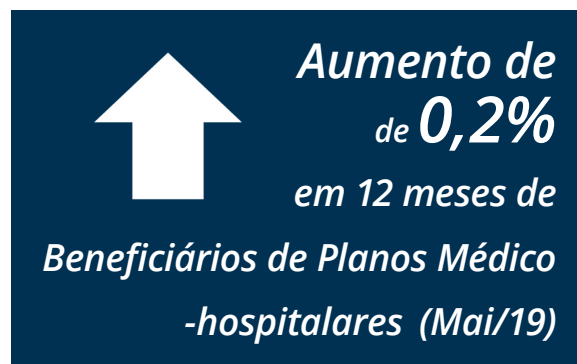 Aumento de
de 0,2%
em 12 meses de
Beneficiários de Planos Médico
-hospitalares (Mai/19)